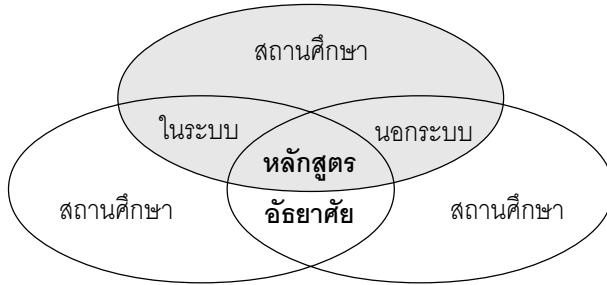 สถานศึกษา
ในระบบ
นอกระบบ
หลักสูตร
สถานศึกษา
อัธยาศัย
สถานศึกษา